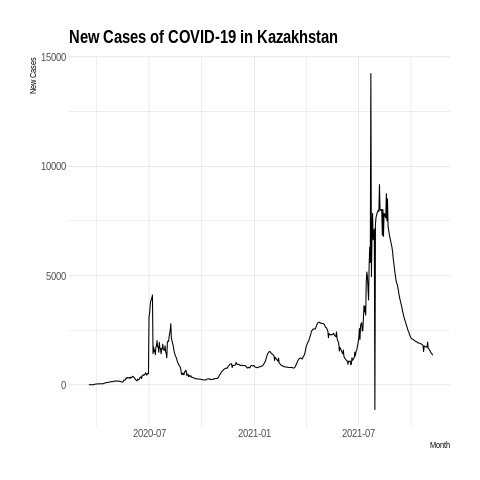 New Cases of COVID-19 in Kazakhstan
New Cases
15000
10000
5000
0
2020-07
2021-01
2021-07
Month